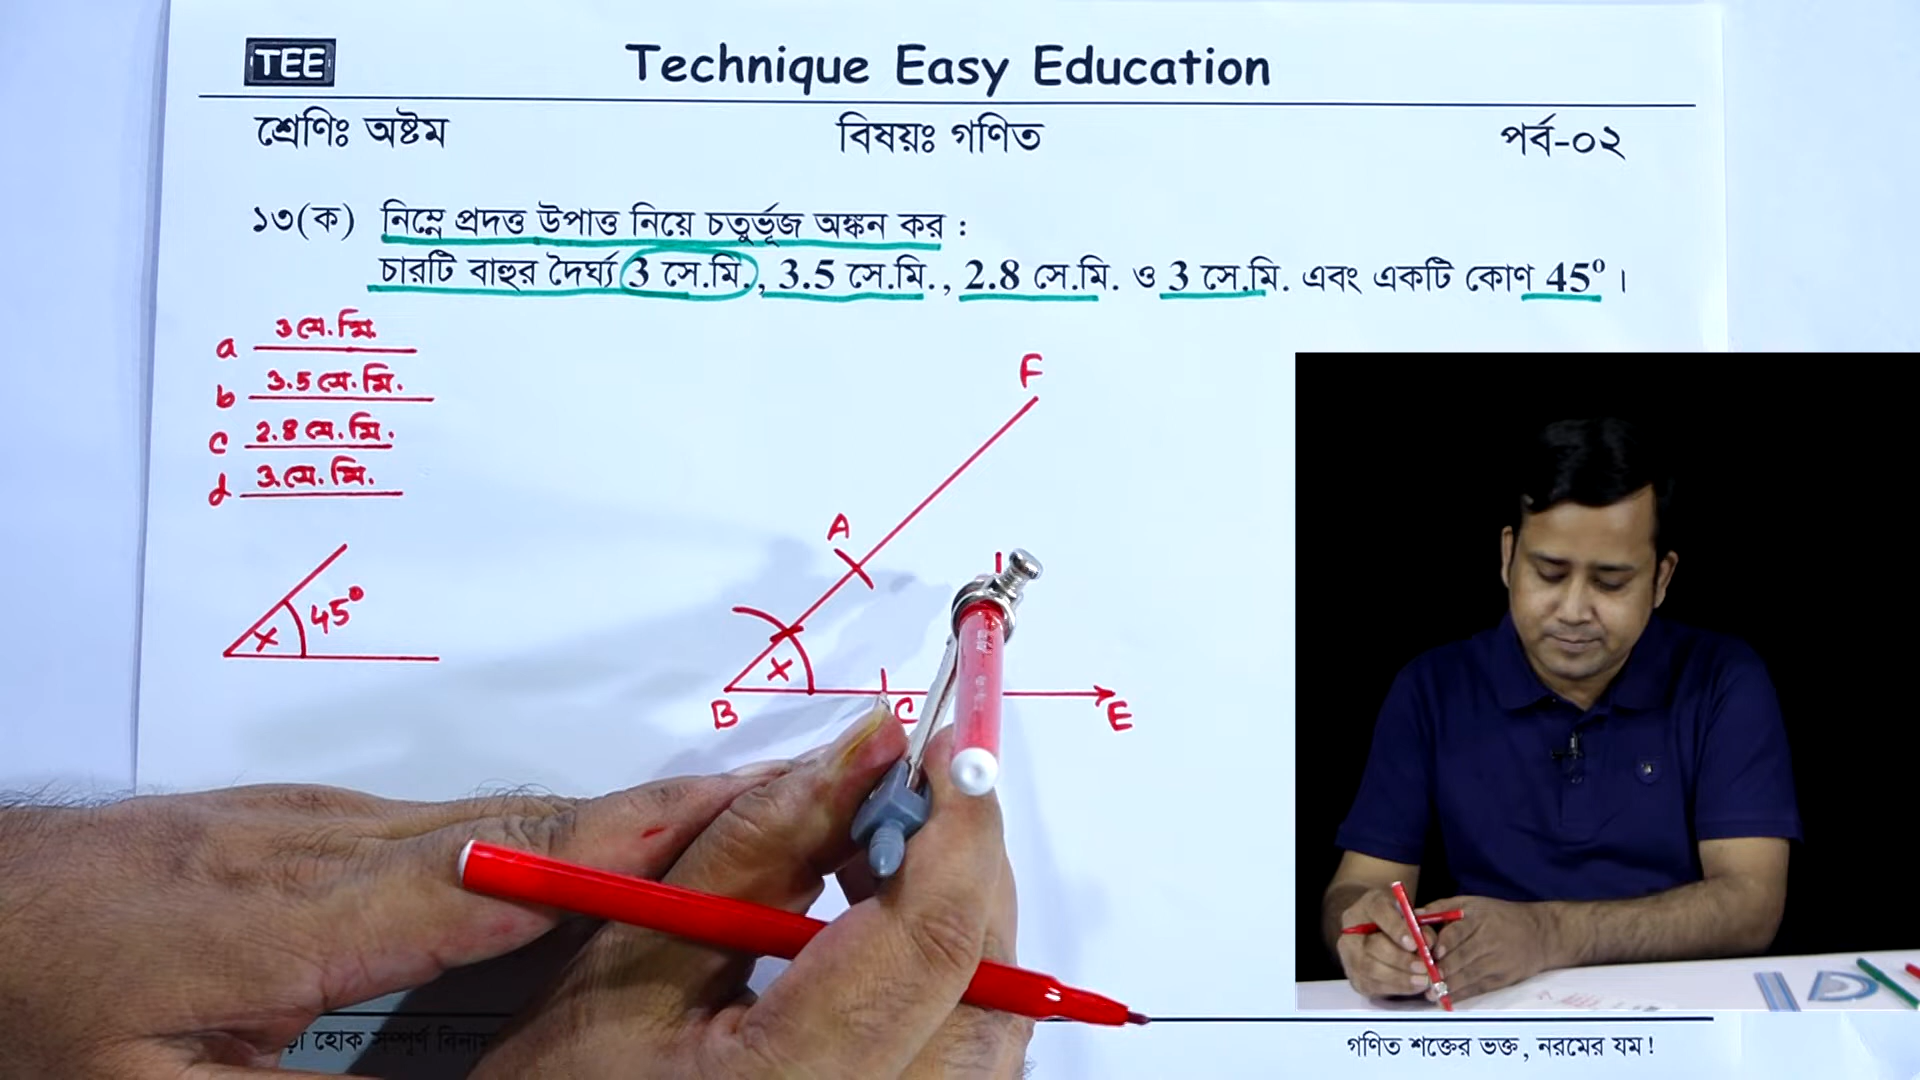 TEE
Technique Easy Education
শ্রেণিঃ অষ্টম
বিষয়ঃ গণিত
পর্ব-০২
১৩(ক) নিম্নে প্রদত্ত উপাত্ত নিয়ে চতুর্ভূজ অঙ্কন কর :
চারটি বাহুর দৈর্ঘ্য 3 সে.মি., 3.5 সে.মি., 2.8 সে.মি. ও 3 সে.মি. এবং একটি কোণ 45°।
a 3 সে.মি.
b 3.5 সে.মি.
c 2.8 সে.মি.
d 3 সে.মি.
x 45°
F
A
x
B C E
হোক সম্পূর্ণ
গণিত শক্তের ভক্ত, নরমের যম!